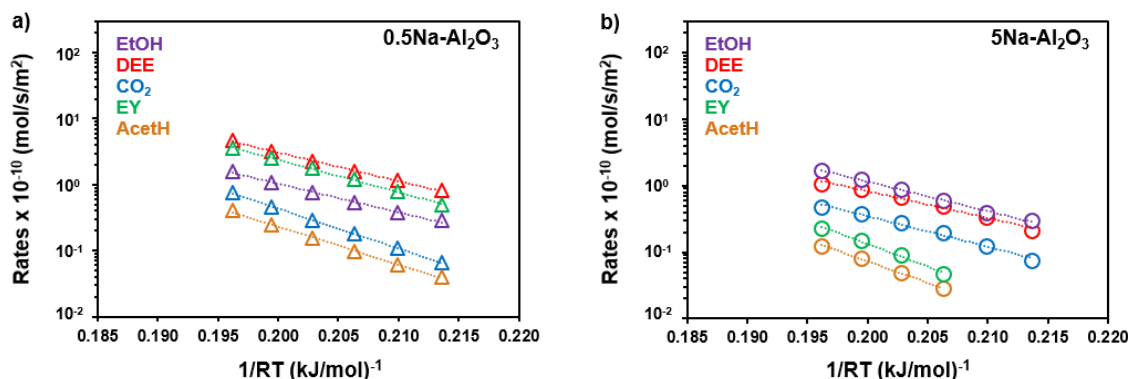 a)
0.5Na-Al₂O₃
EtOH
DEE
CO₂
EY
AcetH
Rates x 10⁻¹⁰ (mol/s/m²)
10²
10¹
10⁰
10⁻¹
10⁻²
0.185 0.190 0.195 0.200 0.205 0.210 0.215 0.220
1/RT (kJ/mol)⁻¹
b)
5Na-Al₂O₃
EtOH
DEE
CO₂
EY
AcetH
Rates x 10⁻¹⁰ (mol/s/m²)
10²
10¹
10⁰
10⁻¹
10⁻²
0.185 0.190 0.195 0.200 0.205 0.210 0.215 0.220
1/RT (kJ/mol)⁻¹